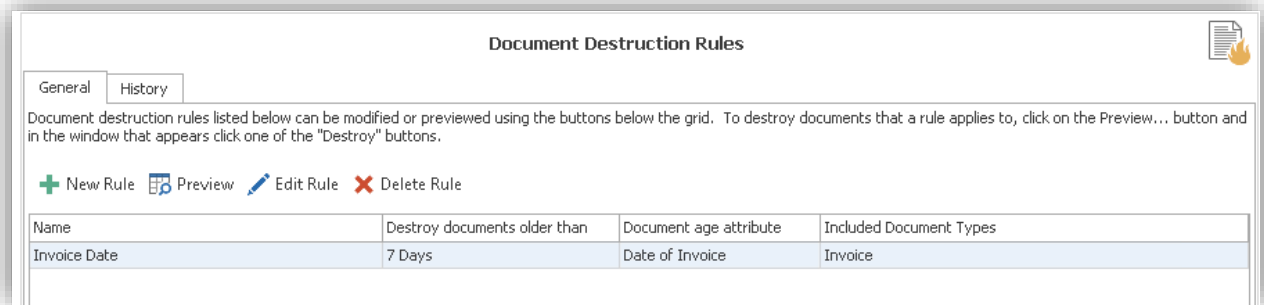 Document Destruction Rules
General History
Document destruction rules listed below can be modified or previewed using the buttons below the grid. To destroy documents that a rule applies to, click on the Preview... button and
in the window that appears click one of the "Destroy" buttons.
New Rule Preview Edit Rule Delete Rule
Name Destroy documents older than Document age attribute Included Document Types
Invoice Date 7 Days Date of Invoice Invoice